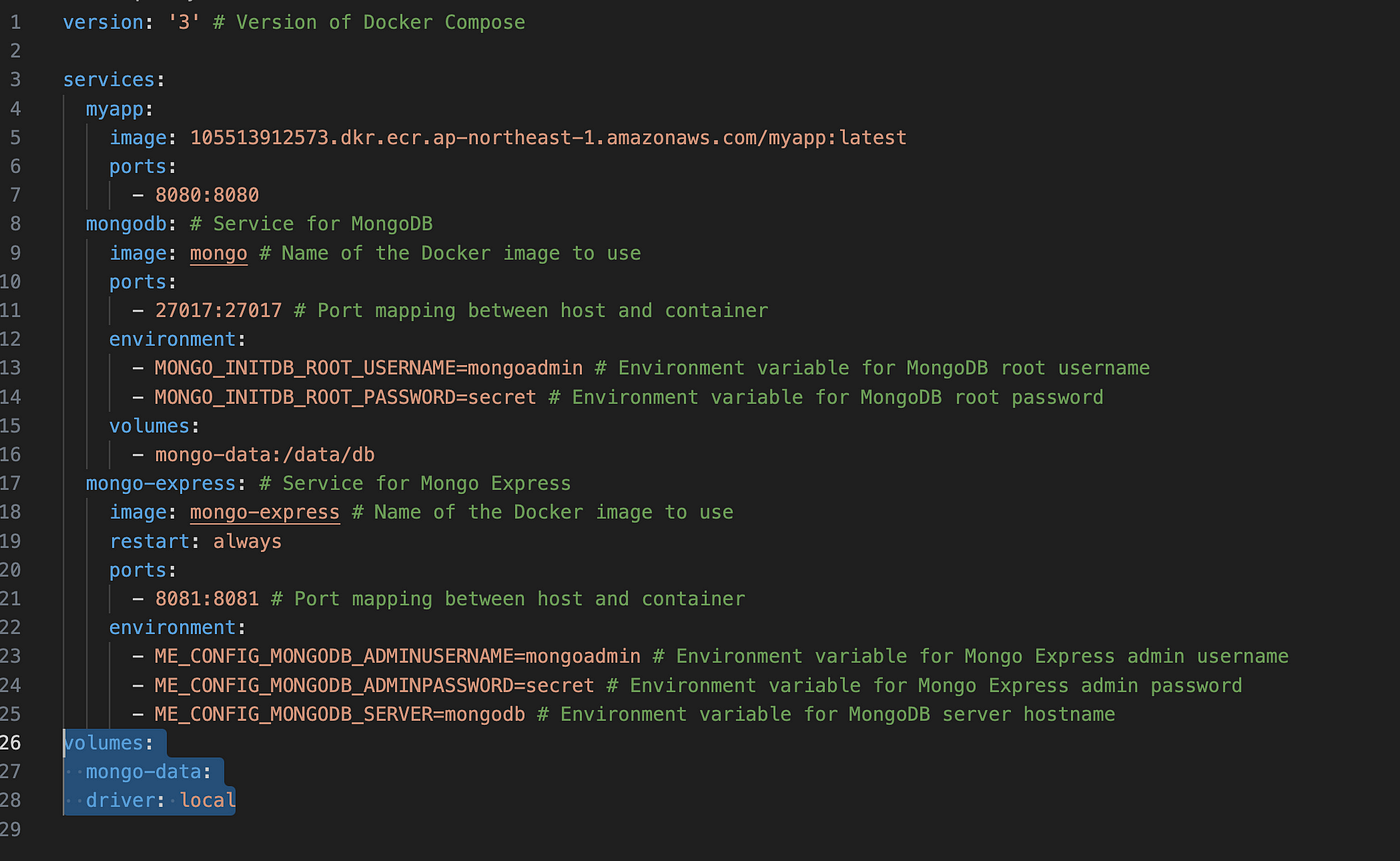 1 version: '3' # Version of Docker Compose
2
3 services:
4 myapp:
5 image: 105513912573.dkr.ecr.ap-northeast-1.amazonaws.com/myapp:latest
6 ports:
7 - 8080:8080
8 mongodb: # Service for MongoDB
9 image: mongo # Name of the Docker image to use
10 ports:
11 - 27017:27017 # Port mapping between host and container
12 environment:
13 - MONGO_INITDB_ROOT_USERNAME=mongoadmin # Environment variable for MongoDB root username
14 - MONGO_INITDB_ROOT_PASSWORD=secret # Environment variable for MongoDB root password
15 volumes:
16 - mongo-data:/data/db
17 mongo-express: # Service for Mongo Express
18 image: mongo-express # Name of the Docker image to use
19 restart: always
20 ports:
21 - 8081:8081 # Port mapping between host and container
22 environment:
23 - ME_CONFIG_MONGODB_ADMINUSERNAME=mongoadmin # Environment variable for Mongo Express admin username
24 - ME_CONFIG_MONGODB_ADMINPASSWORD=secret # Environment variable for Mongo Express admin password
25 - ME_CONFIG_MONGODB_SERVER=mongodb # Environment variable for MongoDB server hostname
26 volumes:
27 mongo-data:
28 driver: local
29